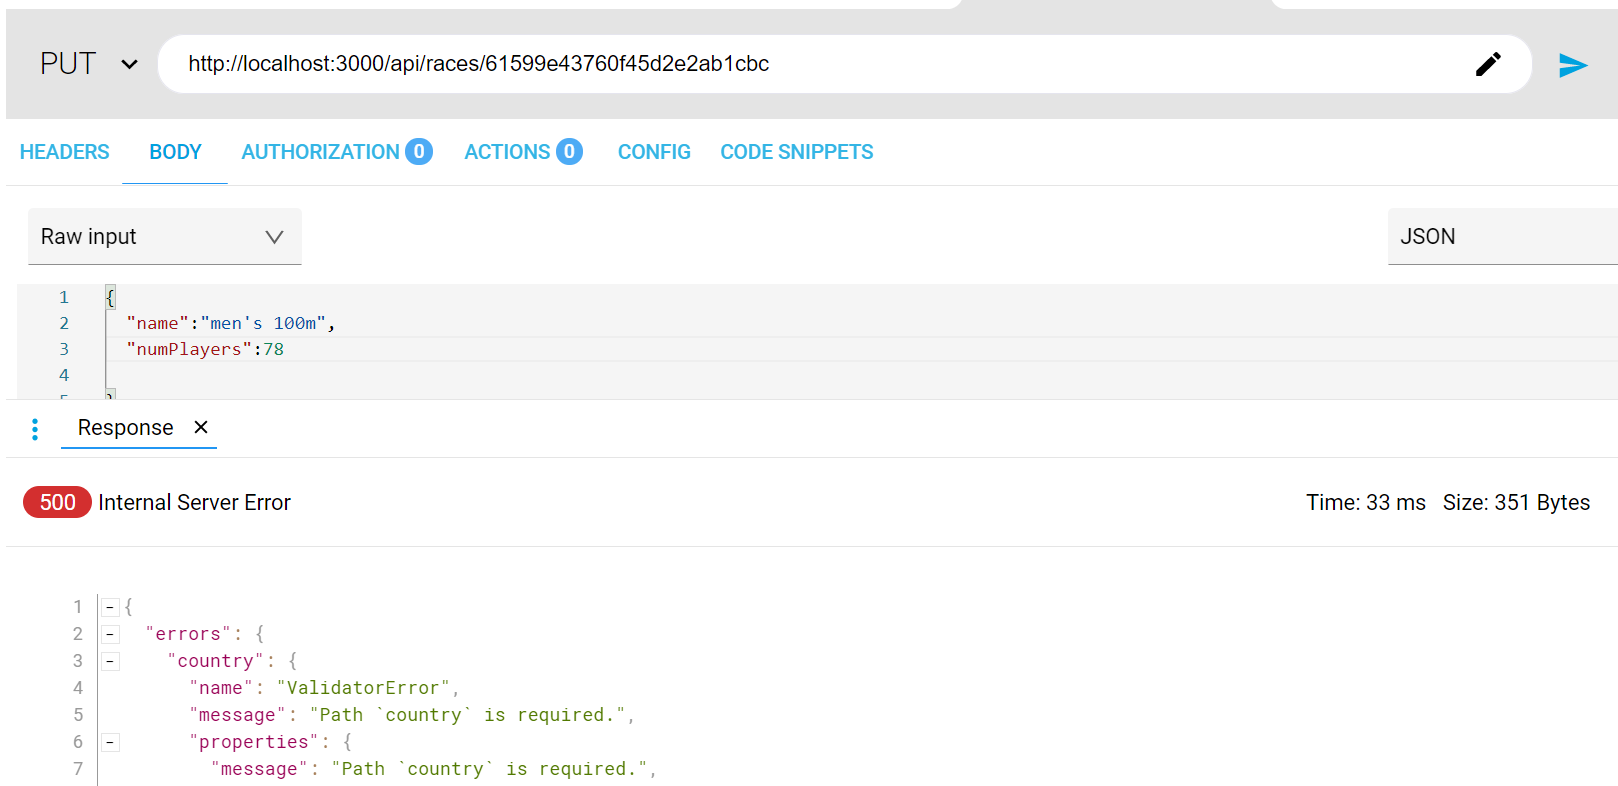 PUT http://localhost:3000/api/races/61599e43760f45d2e2ab1cbc
HEADERS BODY AUTHORIZATION 0 ACTIONS 0 CONFIG CODE SNIPPETS
Raw input JSON
1 {
2 "name":"men's 100m",
3 "numPlayers":78
4
5 }
Response ×
500 Internal Server Error Time: 33 ms Size: 351 Bytes
1 - {
2 - "errors": {
3 - "country": {
4 "name": "ValidatorError",
5 "message": "Path `country` is required.",
6 - "properties": {
7 "message": "Path `country` is required.",